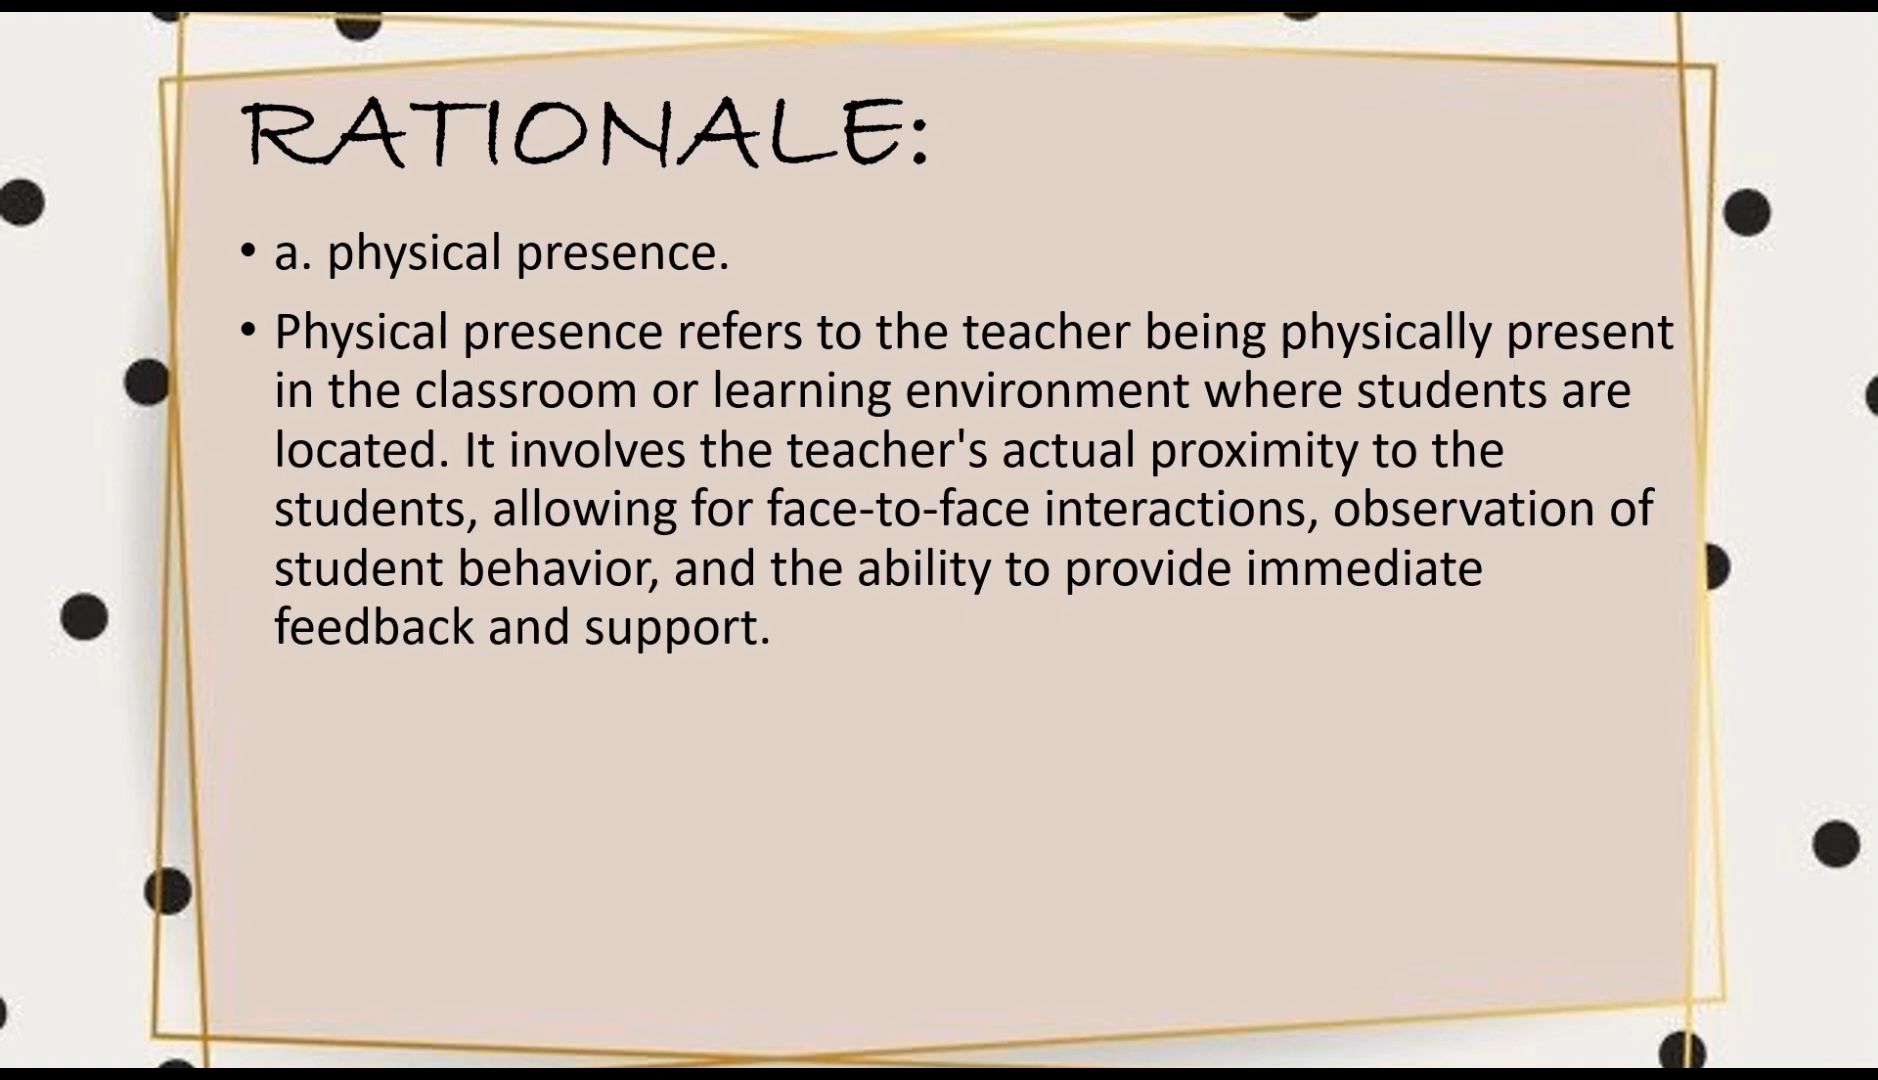 RATIONALE:
• a. physical presence.
• Physical presence refers to the teacher being physically present
in the classroom or learning environment where students are
located. It involves the teacher's actual proximity to the
students, allowing for face-to-face interactions, observation of
student behavior, and the ability to provide immediate
feedback and support.